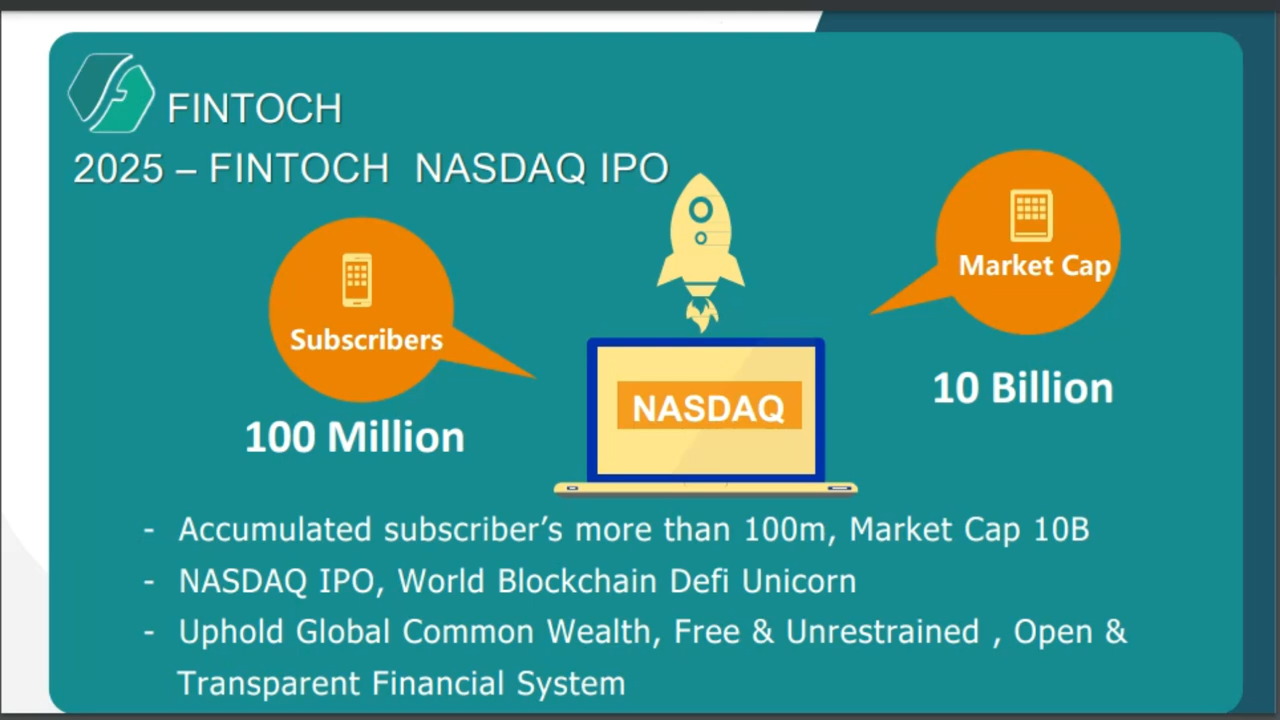 FINTOCH
2025 – FINTOCH NASDAQ IPO
Subscribers
100 Million
NASDAQ
Market Cap
10 Billion
- Accumulated subscriber’s more than 100m, Market Cap 10B
- NASDAQ IPO, World Blockchain Defi Unicorn
- Uphold Global Common Wealth, Free & Unrestrained , Open &
Transparent Financial System